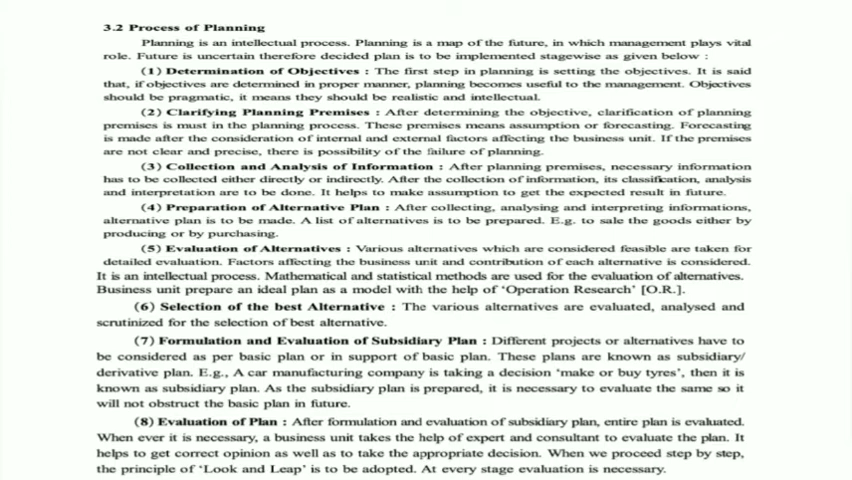 3.2 Process of Planning
Planning is an intellectual process. Planning is a map of the future, in which management plays vital
role. Future is uncertain therefore decided plan is to be implemented stagewise as given below :
(1) Determination of Objectives : The first step in planning is setting the objectives. It is said
that, if objectives are determined in proper manner, planning becomes useful to the management. Objectives
should be pragmatic, it means they should be realistic and intellectual.
(2) Clarifying Planning Premises : After determining the objective, clarification of planning
premises is must in the planning process. These premises means assumption or forecasting. Forecasting
is made after the consideration of internal and external factors affecting the business unit. If the premises
are not clear and precise, there is possibility of the failure of planning.
(3) Collection and Analysis of Information : After planning premises, necessary information
has to be collected either directly or indirectly. After the collection of information, its classification, analysis
and interpretation are to be done. It helps to make assumption to get the expected result in future.
(4) Preparation of Alternative Plan : After collecting, analysing and interpreting informations,
alternative plan is to be made. A list of alternatives is to be prepared. E.g. to sale the goods either by
producing or by purchasing.
(5) Evaluation of Alternatives : Various alternatives which are considered feasible are taken for
detailed evaluation. Factors affecting the business unit and contribution of each alternative is considered.
It is an intellectual process. Mathematical and statistical methods are used for the evaluation of alternatives.
Business unit prepare an ideal plan as a model with the help of ‘Operation Research’ [O.R.].
(6) Selection of the best Alternative : The various alternatives are evaluated, analysed and
scrutinized for the selection of best alternative.
(7) Formulation and Evaluation of Subsidiary Plan : Different projects or alternatives have to
be considered as per basic plan or in support of basic plan. These plans are known as subsidiary/
derivative plan. E.g., A car manufacturing company is taking a decision ‘make or buy tyres’, then it is
known as subsidiary plan. As the subsidiary plan is prepared, it is necessary to evaluate the same so it
will not obstruct the basic plan in future.
(8) Evaluation of Plan : After formulation and evaluation of subsidiary plan, entire plan is evaluated.
When ever it is necessary, a business unit takes the help of expert and consultant to evaluate the plan. It
helps to get correct opinion as well as to take the appropriate decision. When we proceed step by step,
the principle of ‘Look and Leap’ is to be adopted. At every stage evaluation is necessary.